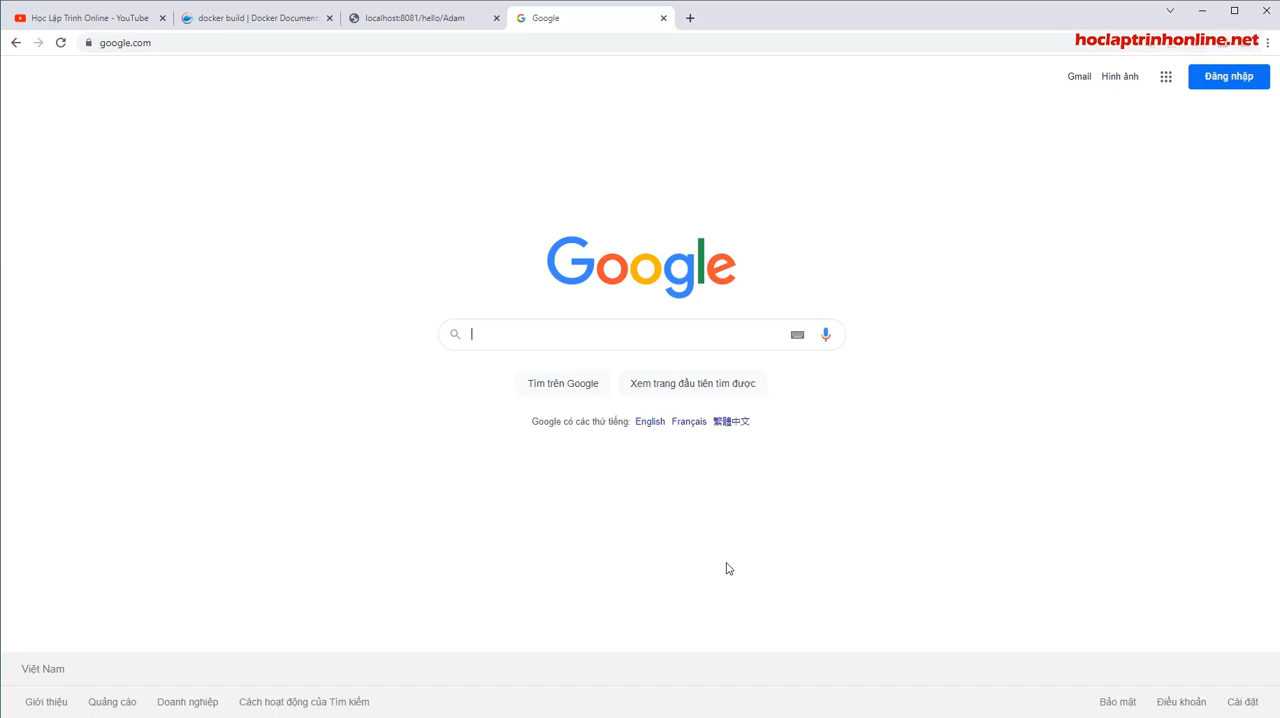 Học Lập Trình Online - YouTube
docker build | Docker Document
localhost:8081/hello/Adam
Google
google.com
hoclaptrinhonline.net
Gmail Hình ảnh Đăng nhập
Google
Tìm trên Google Xem trang đầu tiên tìm được
Google có các thứ tiếng: English Français 繁體中文
Việt Nam
Giới thiệu Quảng cáo Doanh nghiệp Cách hoạt động của Tìm kiếm Bảo mật Điều khoản Cài đặt